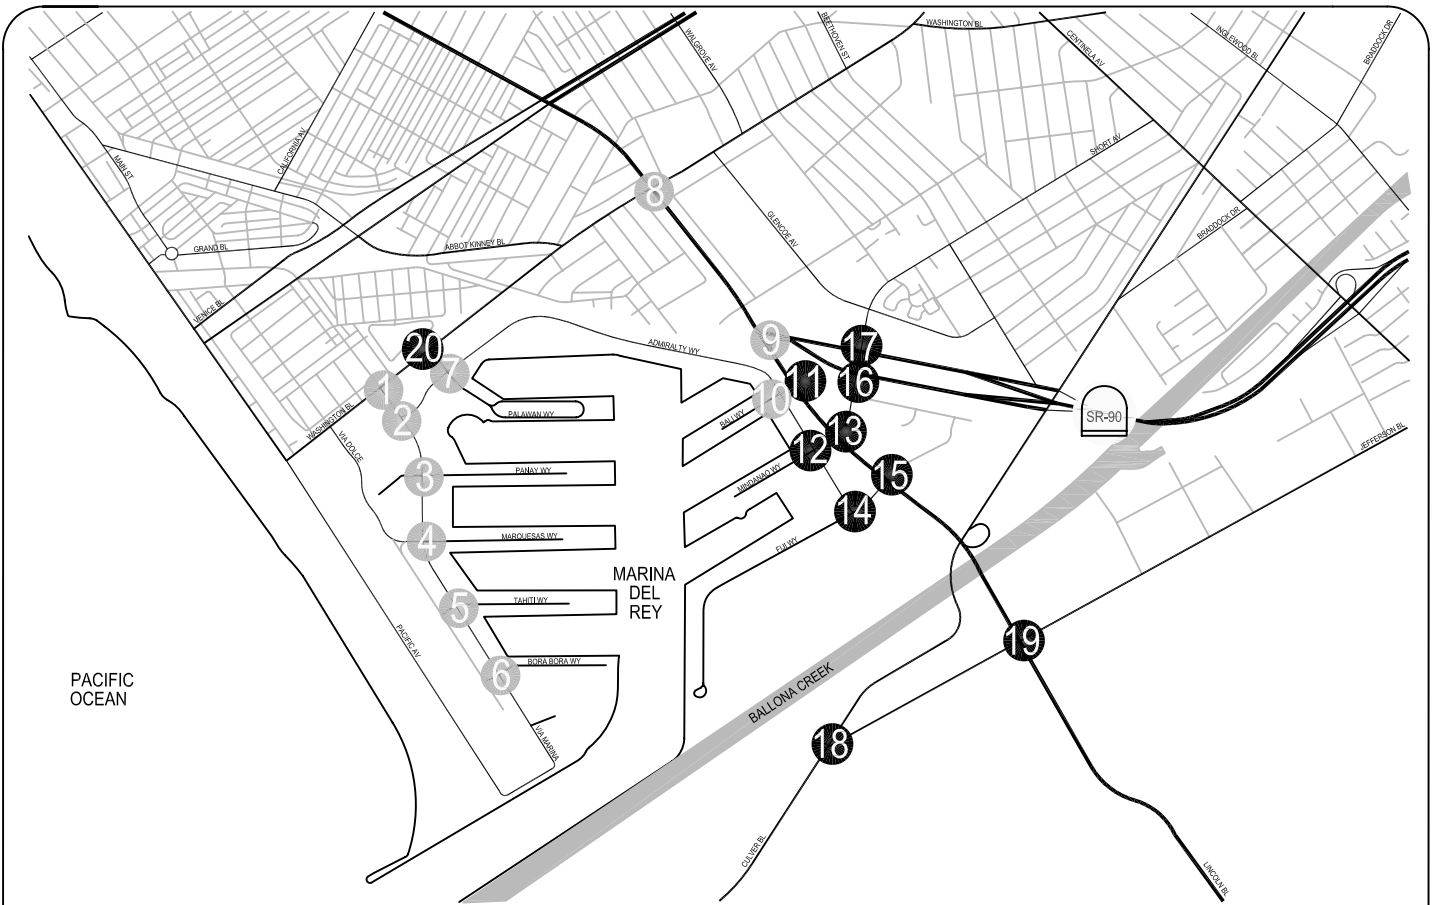 WASHINGTON BL
BEETHOVEN ST
WALGROVE AV
CENTINELA AV
INGLEWOOD BL
BRADDOCK DR
CALIFORNIA AV
MAIN ST
SHORT AV
8
GRAND BL
ABBOT KINNEY BL
GLENCOE AV
BRADDOCK DR
VENICE BL
ADMIRALTY WY
20
9
17
7
1
11
16
10
2
PALAWAN WY
BALI WY
SR-90
WASHINGTON BL
VIA DOLCE
13
12
JEFFERSON BL
3
PANAY WY
MINDANAO WY
15
14
4
MARQUESAS WY
FIJI WY
MARINA
DEL
REY
5
TAHITI WY
PACIFIC AV
19
6
BORA BORA WY
PACIFIC
OCEAN
BALLONA CREEK
VIA MARINA
18
CULVER BL
LINCOLN BL